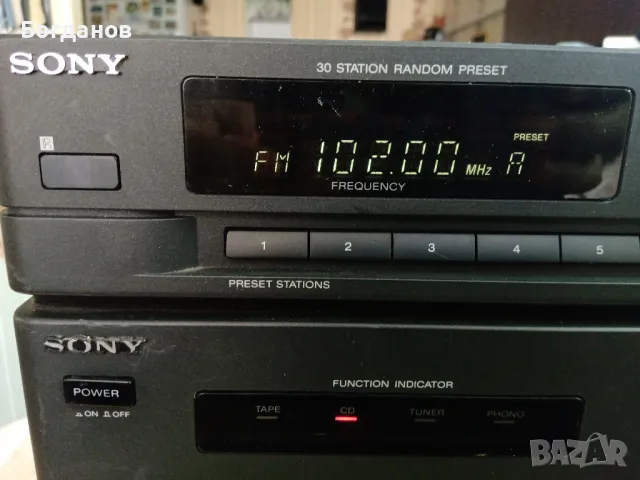 Богданов
SONY
30 STATION RANDOM PRESET
PRESET
FM 102.00 MHz A
FREQUENCY
1 2 3 4 5
PRESET STATIONS
SONY
FUNCTION INDICATOR
POWER
ON OFF
TAPE CD TUNER PHONO
BAZAR